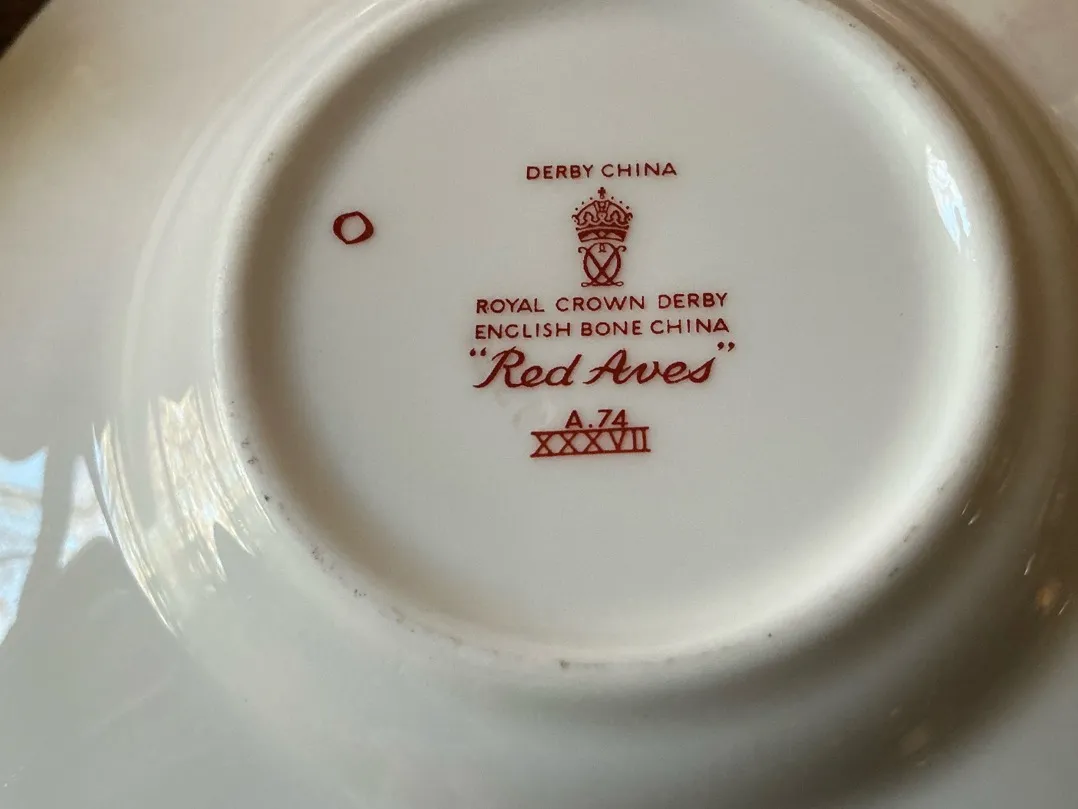 DERBY CHINA
O
ROYAL CROWN DERBY
ENGLISH BONE CHINA
"Red Aves"
A.74
XXXVII